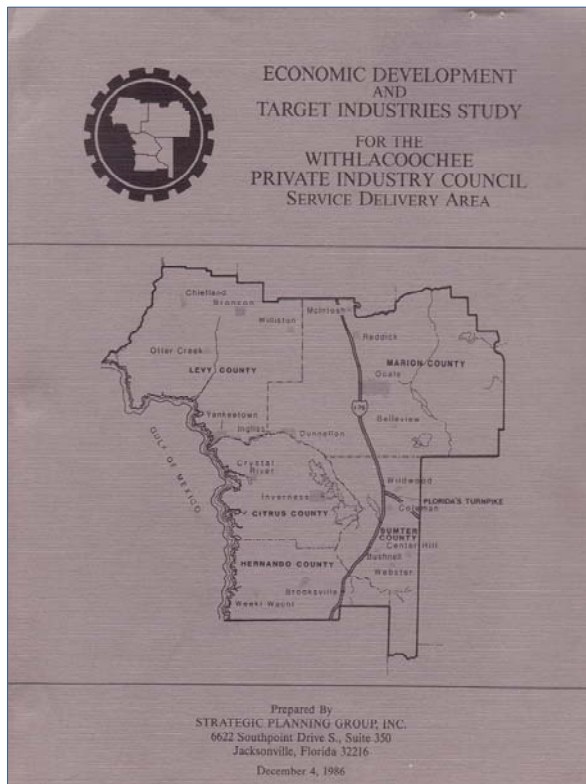 ECONOMIC DEVELOPMENT
AND
TARGET INDUSTRIES STUDY
FOR THE
WITHLACOOCHEE
PRIVATE INDUSTRY COUNCIL
SERVICE DELIVERY AREA
Chiefland
Bronson
Williston
McIntosh
Reddick
Otter Creek
LEVY COUNTY
MARION COUNTY
Ocala
I 75
Yankeetown
Inglis
Dunnellon
Belleview
GULF OF MEXICO
Crystal
River
Wildwood
Inverness
FLORIDA'S TURNPIKE
Coleman
CITRUS COUNTY
SUMTER
COUNTY
Center Hill
HERNANDO COUNTY
Bushnell
Webster
Brooksville
Weeki Wachi
Prepared By
STRATEGIC PLANNING GROUP, INC.
6622 Southpoint Drive S., Suite 350
Jacksonville, Florida 32216
December 4, 1986